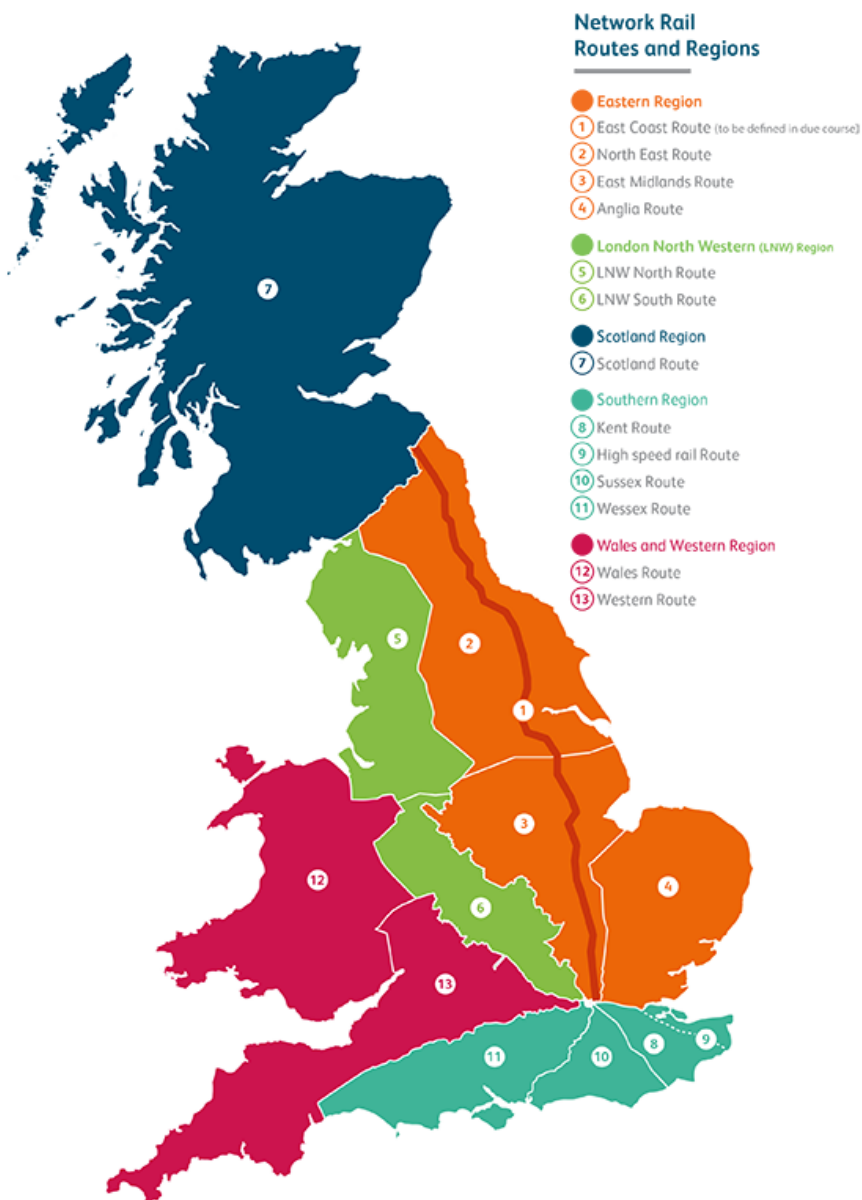 Network Rail
Routes and Regions
Eastern Region
1 East Coast Route (to be defined in due course)
2 North East Route
3 East Midlands Route
4 Anglia Route
London North Western (LNW) Region
5 LNW North Route
6 LNW South Route
Scotland Region
7 Scotland Route
Southern Region
8 Kent Route
9 High speed rail Route
10 Sussex Route
11 Wessex Route
Wales and Western Region
12 Wales Route
13 Western Route
7
5
2
1
3
12
4
6
13
9
8
11
10